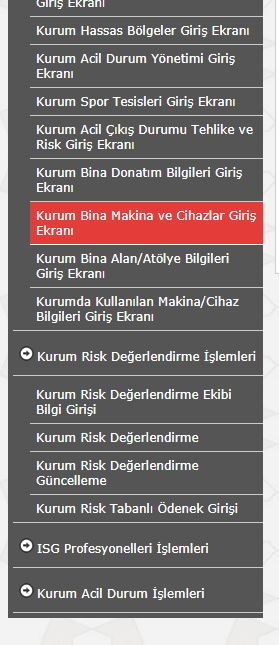 Giriş Ekranı
Kurum Hassas Bölgeler Giriş Ekranı
Kurum Acil Durum Yönetimi Giriş
Ekranı
Kurum Spor Tesisleri Giriş Ekranı
Kurum Acil Çıkış Durumu Tehlike ve
Risk Giriş Ekranı
Kurum Bina Donatım Bilgileri Giriş
Ekranı
Kurum Bina Makina ve Cihazlar Giriş
Ekranı
Kurum Bina Alan/Atölye Bilgileri
Giriş Ekranı
Kurumda Kullanılan Makina/Cihaz
Bilgileri Giriş Ekranı
Kurum Risk Değerlendirme İşlemleri
Kurum Risk Değerlendirme Ekibi
Bilgi Girişi
Kurum Risk Değerlendirme
Kurum Risk Değerlendirme
Güncelleme
Kurum Risk Tabanlı Ödenek Girişi
ISG Profesyonelleri İşlemleri
Kurum Acil Durum İşlemleri